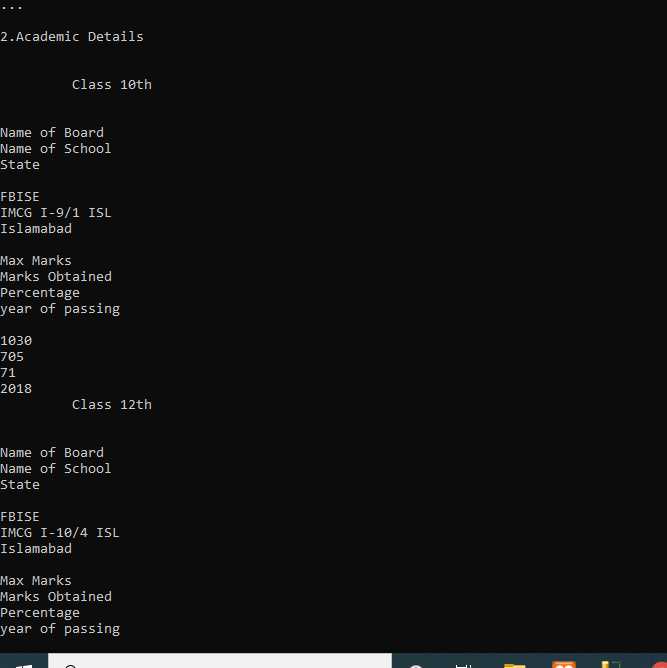 ...
2.Academic Details
Class 10th
Name of Board
Name of School
State
FBISE
IMCG I-9/1 ISL
Islamabad
Max Marks
Marks Obtained
Percentage
year of passing
1030
705
71
2018
Class 12th
Name of Board
Name of School
State
FBISE
IMCG I-10/4 ISL
Islamabad
Max Marks
Marks Obtained
Percentage
year of passing